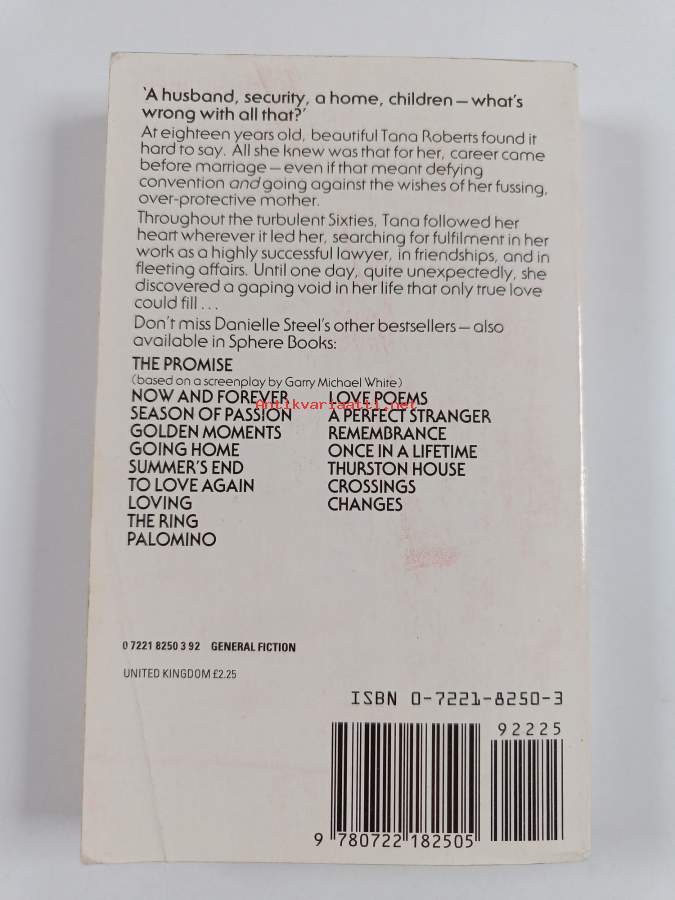 'A husband, security, a home, children — what's
wrong with all that?'
At eighteen years old, beautiful Tana Roberts found it
hard to say. All she knew was that for her, career came
before marriage — even if that meant defying
convention and going against the wishes of her fussing,
over-protective mother.
Throughout the turbulent Sixties, Tana followed her
heart wherever it led her, searching for fulfilment in her
work as a highly successful lawyer, in friendships, and in
fleeting affairs. Until one day, quite unexpectedly, she
discovered a gaping void in her life that only true love
could fill ...
Don't miss Danielle Steel's other bestsellers — also
available in Sphere Books:
THE PROMISE
(based on a screenplay by Garry Michael White)
NOW AND FOREVER
SEASON OF PASSION
GOLDEN MOMENTS
GOING HOME
SUMMER'S END
TO LOVE AGAIN
LOVING
THE RING
PALOMINO
LOVE POEMS
A PERFECT STRANGER
REMEMBRANCE
ONCE IN A LIFETIME
THURSTON HOUSE
CROSSINGS
CHANGES
Antikvariaatti.net
0 7221 8250 3 92 GENERAL FICTION
UNITED KINGDOM £2.25
ISBN 0-7221-8250-3
92225
9 780722 182505